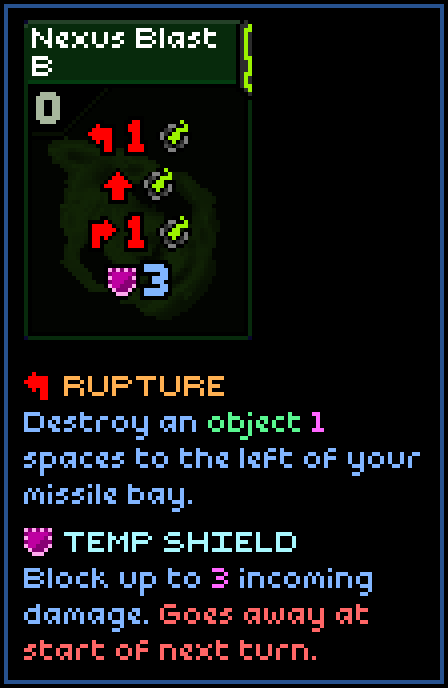 Nexus Blast
B
0
1
1
3
RUPTURE
Destroy an object 1
spaces to the left of your
missile bay.
TEMP SHIELD
Block up to 3 incoming
damage. Goes away at
start of next turn.